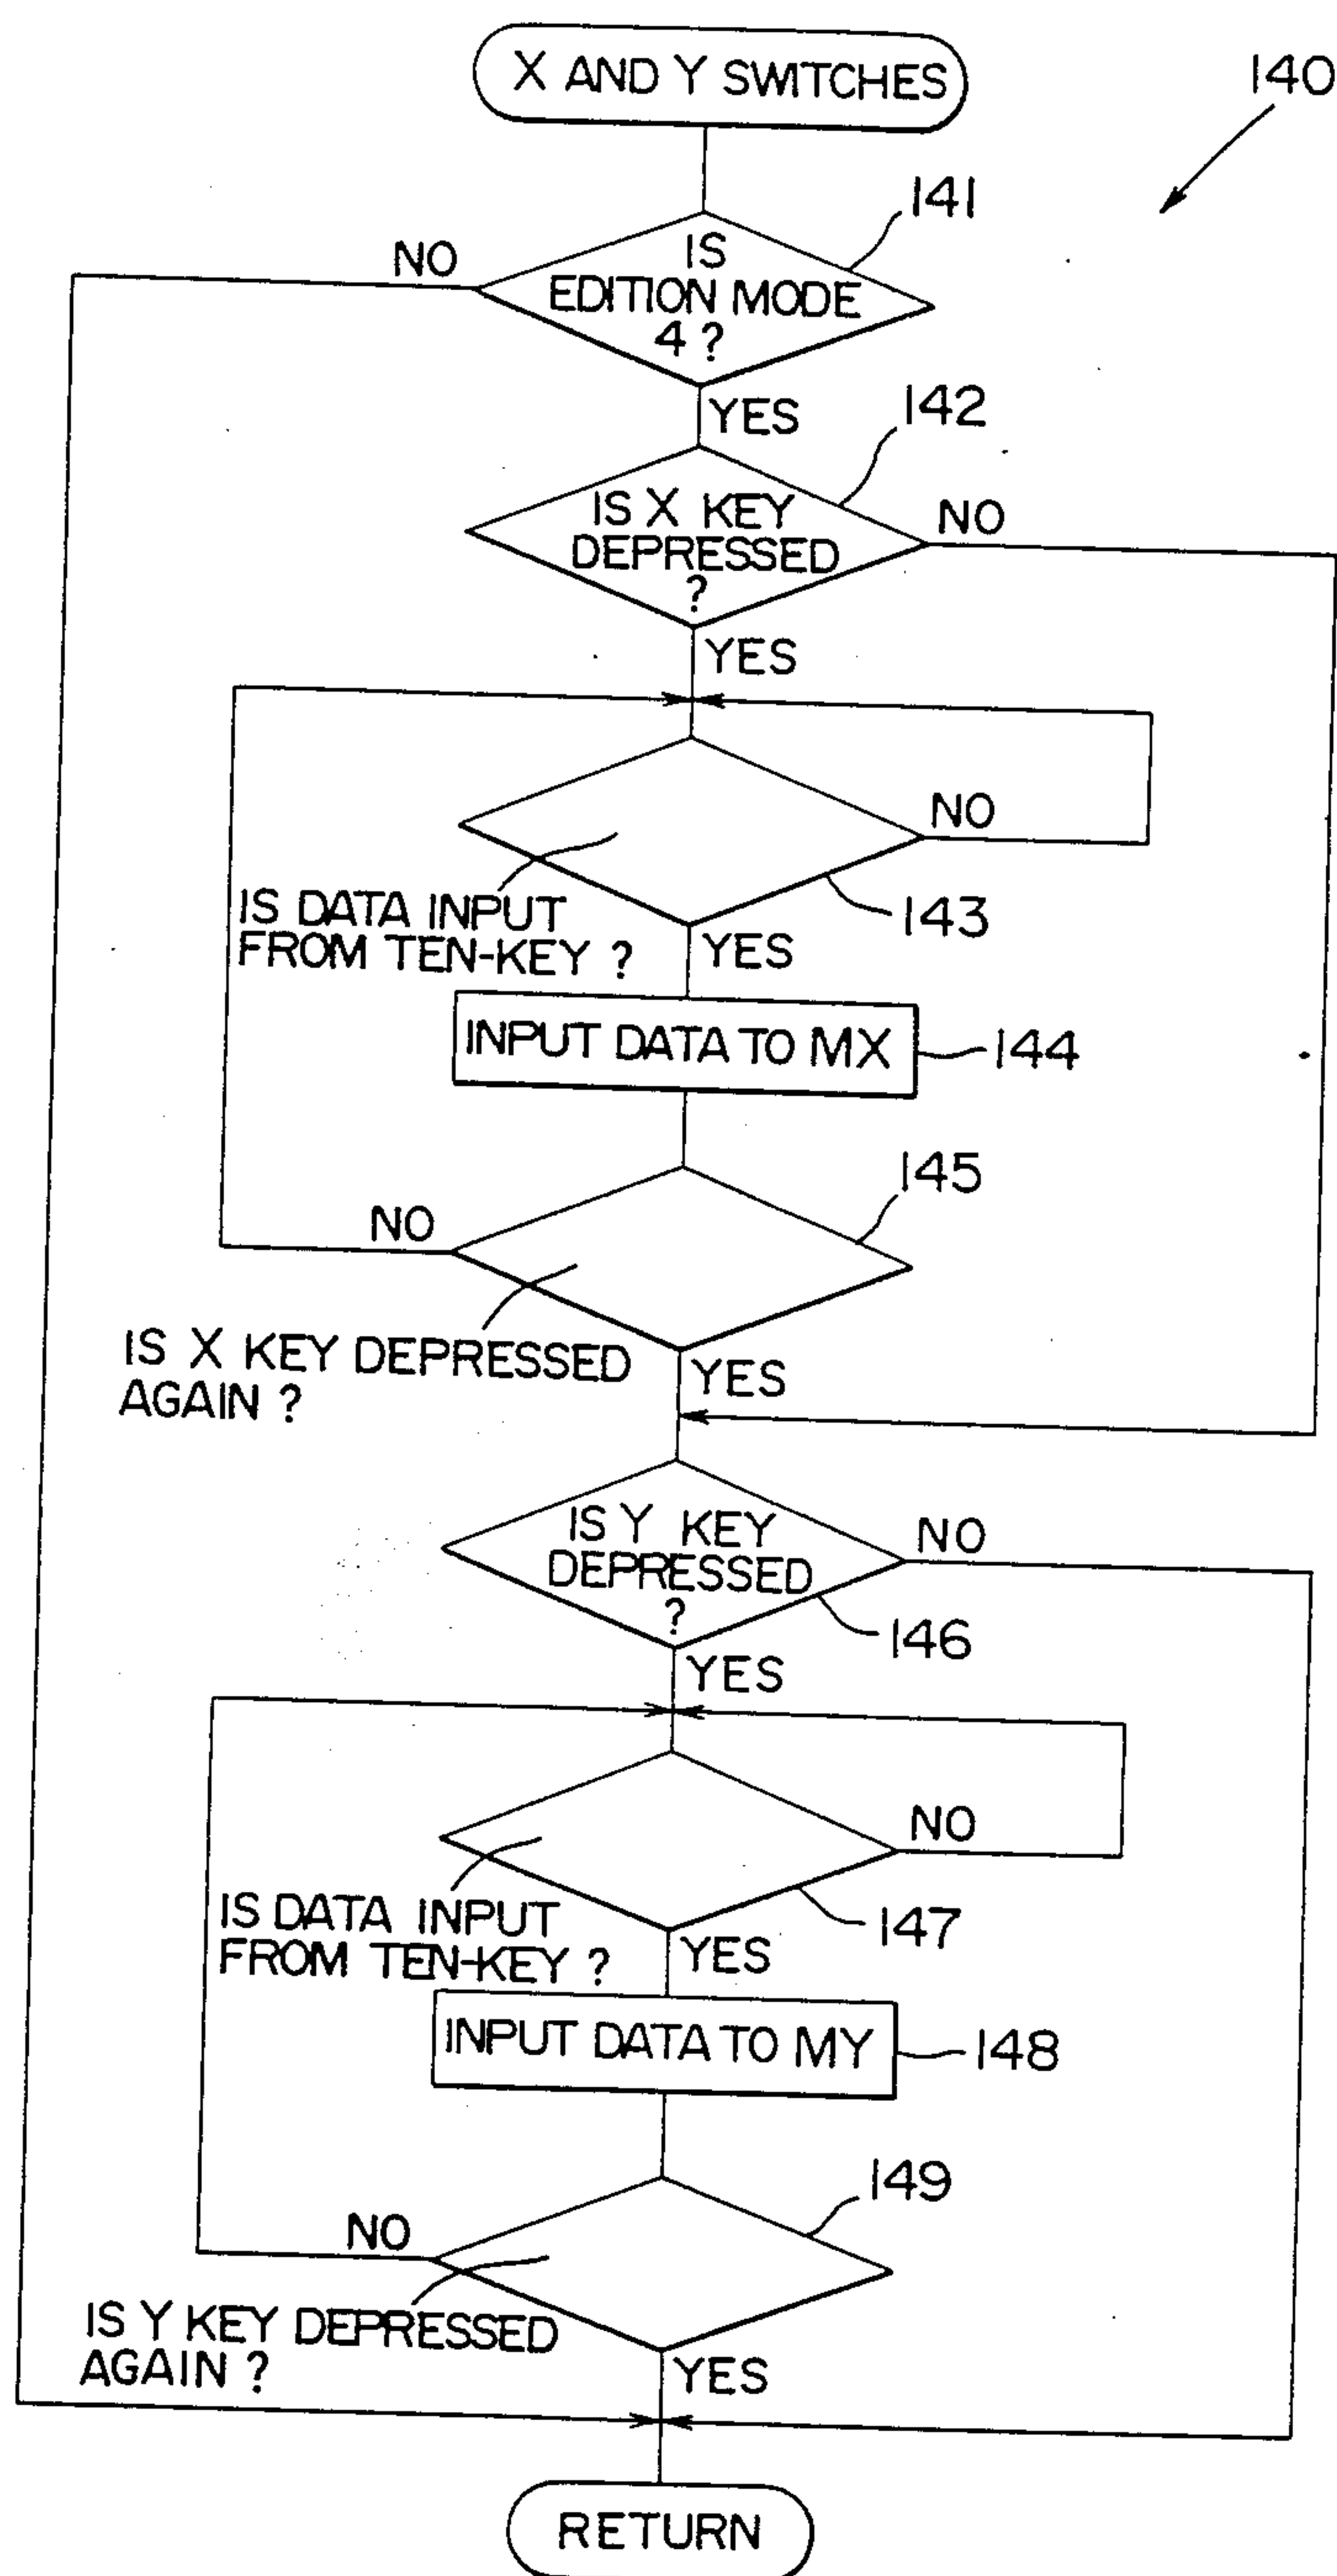 X AND Y SWITCHES
140
141
NO
IS
EDITION MODE
4 ?
YES
142
IS X KEY
DEPRESSED
?
NO
YES
NO
IS DATA INPUT
FROM TEN-KEY ?
143
YES
INPUT DATA TO MX
144
145
NO
IS X KEY DEPRESSED
AGAIN ?
YES
IS Y KEY
DEPRESSED
?
NO
146
YES
NO
IS DATA INPUT
FROM TEN-KEY ?
147
YES
INPUT DATA TO MY
148
149
NO
IS Y KEY DEPRESSED
AGAIN ?
YES
RETURN